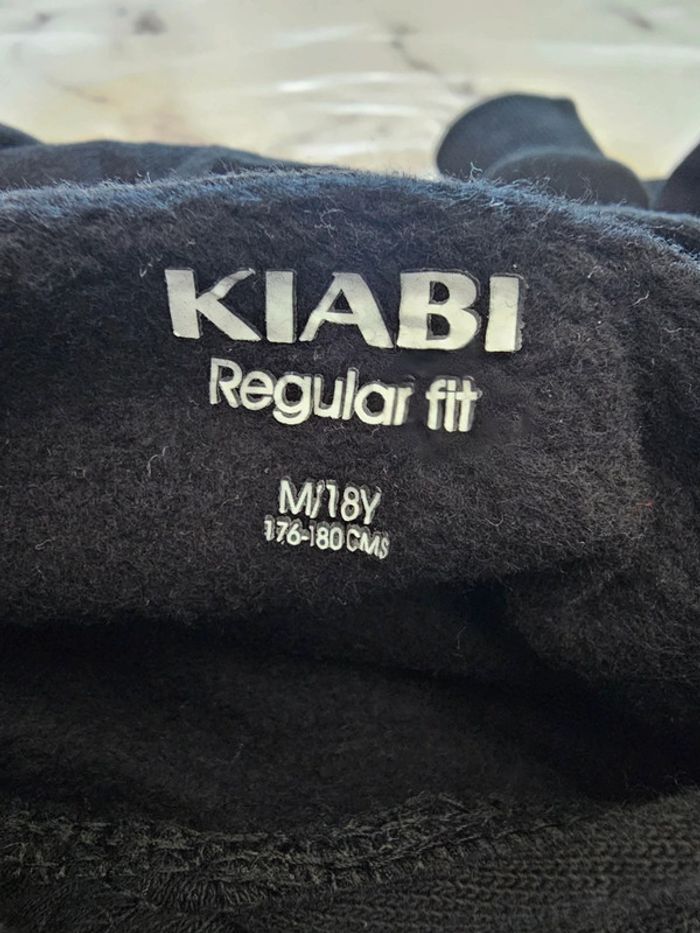 KIABI
Regular fit
M/18Y
176-180 CMS